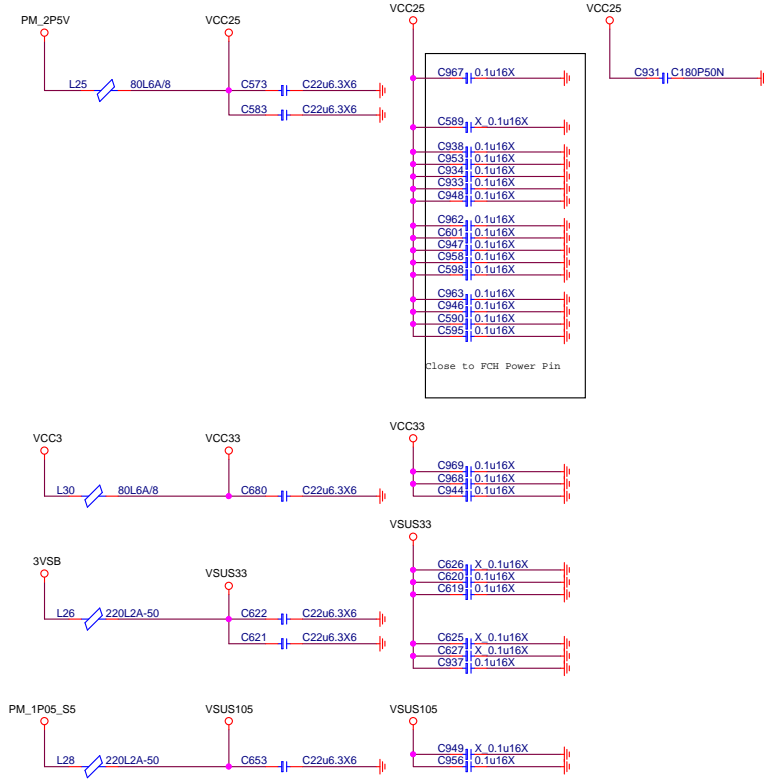 PM_2P5V VCC25 VCC25 VCC25
L25 80L6A/8 C573 C22u6.3X6 C967 0.1u16X C931 C180P50N
C583 C22u6.3X6
C589 X_0.1u16X
C938 0.1u16X
C953 0.1u16X
C934 0.1u16X
C933 0.1u16X
C948 0.1u16X
C962 0.1u16X
C601 0.1u16X
C947 0.1u16X
C958 0.1u16X
C598 0.1u16X
C963 0.1u16X
C946 0.1u16X
C590 0.1u16X
C595 0.1u16X
Close to FCH Power Pin
VCC3 VCC33 VCC33
C969 0.1u16X
C968 0.1u16X
L30 80L6A/8 C680 C22u6.3X6 C944 0.1u16X
VSUS33
3VSB VSUS33
C626 X_0.1u16X
C620 0.1u16X
C619 0.1u16X
L26 220L2A-50 C622 C22u6.3X6
C621 C22u6.3X6 C625 X_0.1u16X
C627 X_0.1u16X
C937 0.1u16X
PM_1P05_S5 VSUS105 VSUS105
C949 X_0.1u16X
L28 220L2A-50 C653 C22u6.3X6 C956 0.1u16X